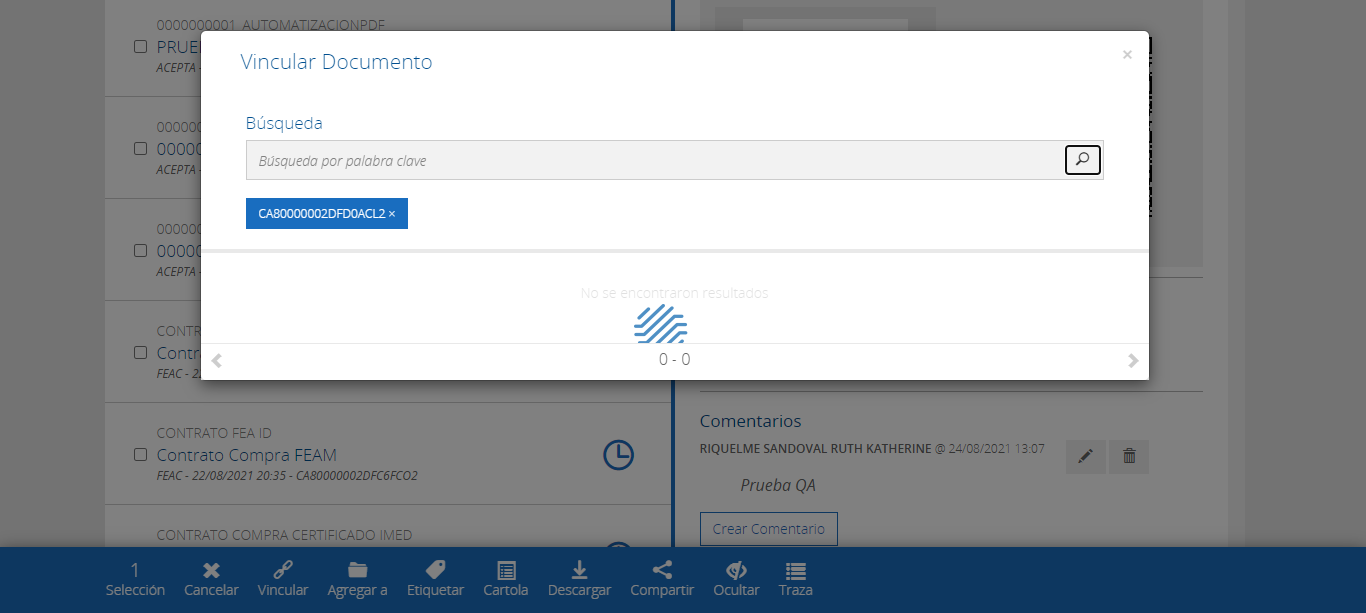 0000000001 AUTOMATIZACIONPDF
ACEPTA -
ACEPTA -
ACEPTA -
Vincular Documento
×
Búsqueda
Búsqueda por palabra clave
CA80000002DFD0ACL2 ×
No se encontraron resultados
0 - 0
CONTRATO FEA ID
Contrato Compra FEAM
FEAC - 22/08/2021 20:35 - CA80000002DFC6FCO2
CONTRATO COMPRA CERTIFICADO IMED
Comentarios
RIQUELME SANDOVAL RUTH KATHERINE @ 24/08/2021 13:07
Prueba QA
Crear Comentario
1
Selección
Cancelar
Vincular
Agregar a
Etiquetar
Cartola
Descargar
Compartir
Ocultar
Traza